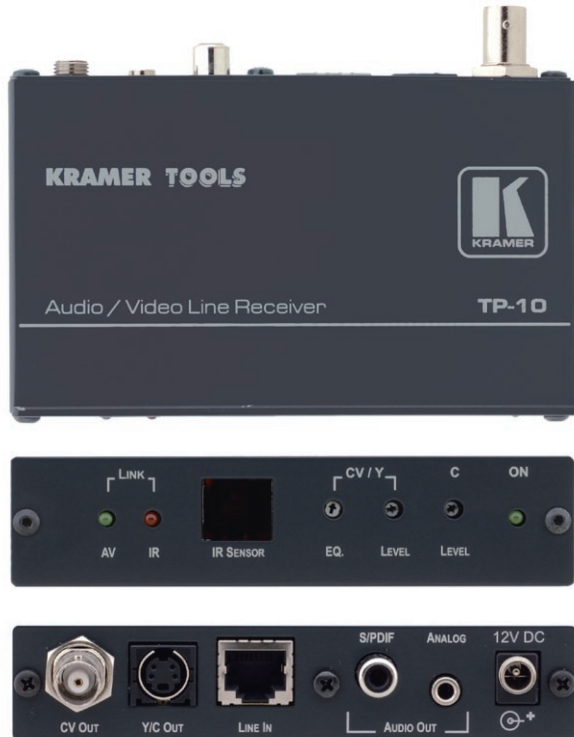 KRAMER TOOLS
KRAMER
Audio / Video Line Receiver
TP-10
LINK
CV / Y
C
ON
AV
IR
IR SENSOR
EQ.
LEVEL
LEVEL
S/PDIF
ANALOG
12V DC
CV OUT
Y/C OUT
LINE IN
AUDIO OUT
+